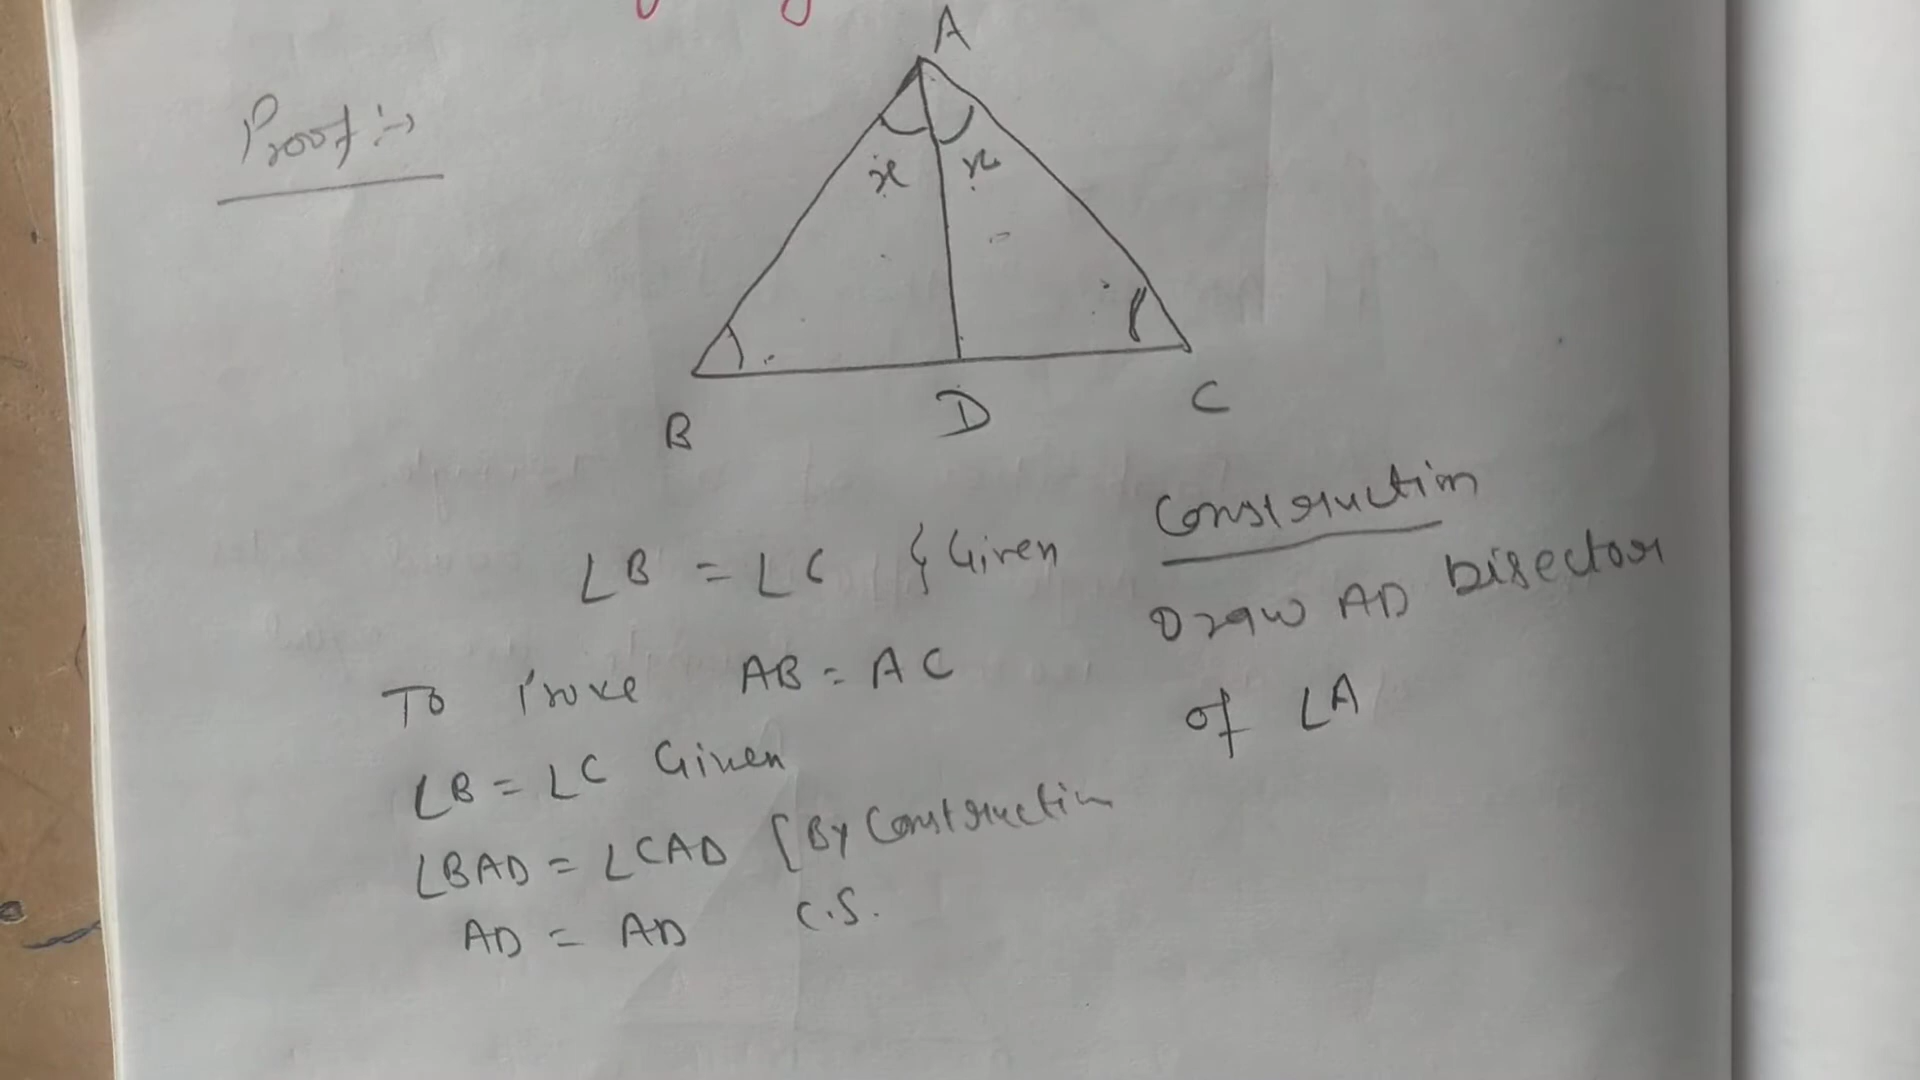 A
Proof :→
x x
B D C
∠B = ∠C { Given
Construction
Draw AD Bisector
of ∠A
To Prove AB = AC
∠B = ∠C Given
∠BAD = ∠CAD [By Construction
AD = AD C.S.